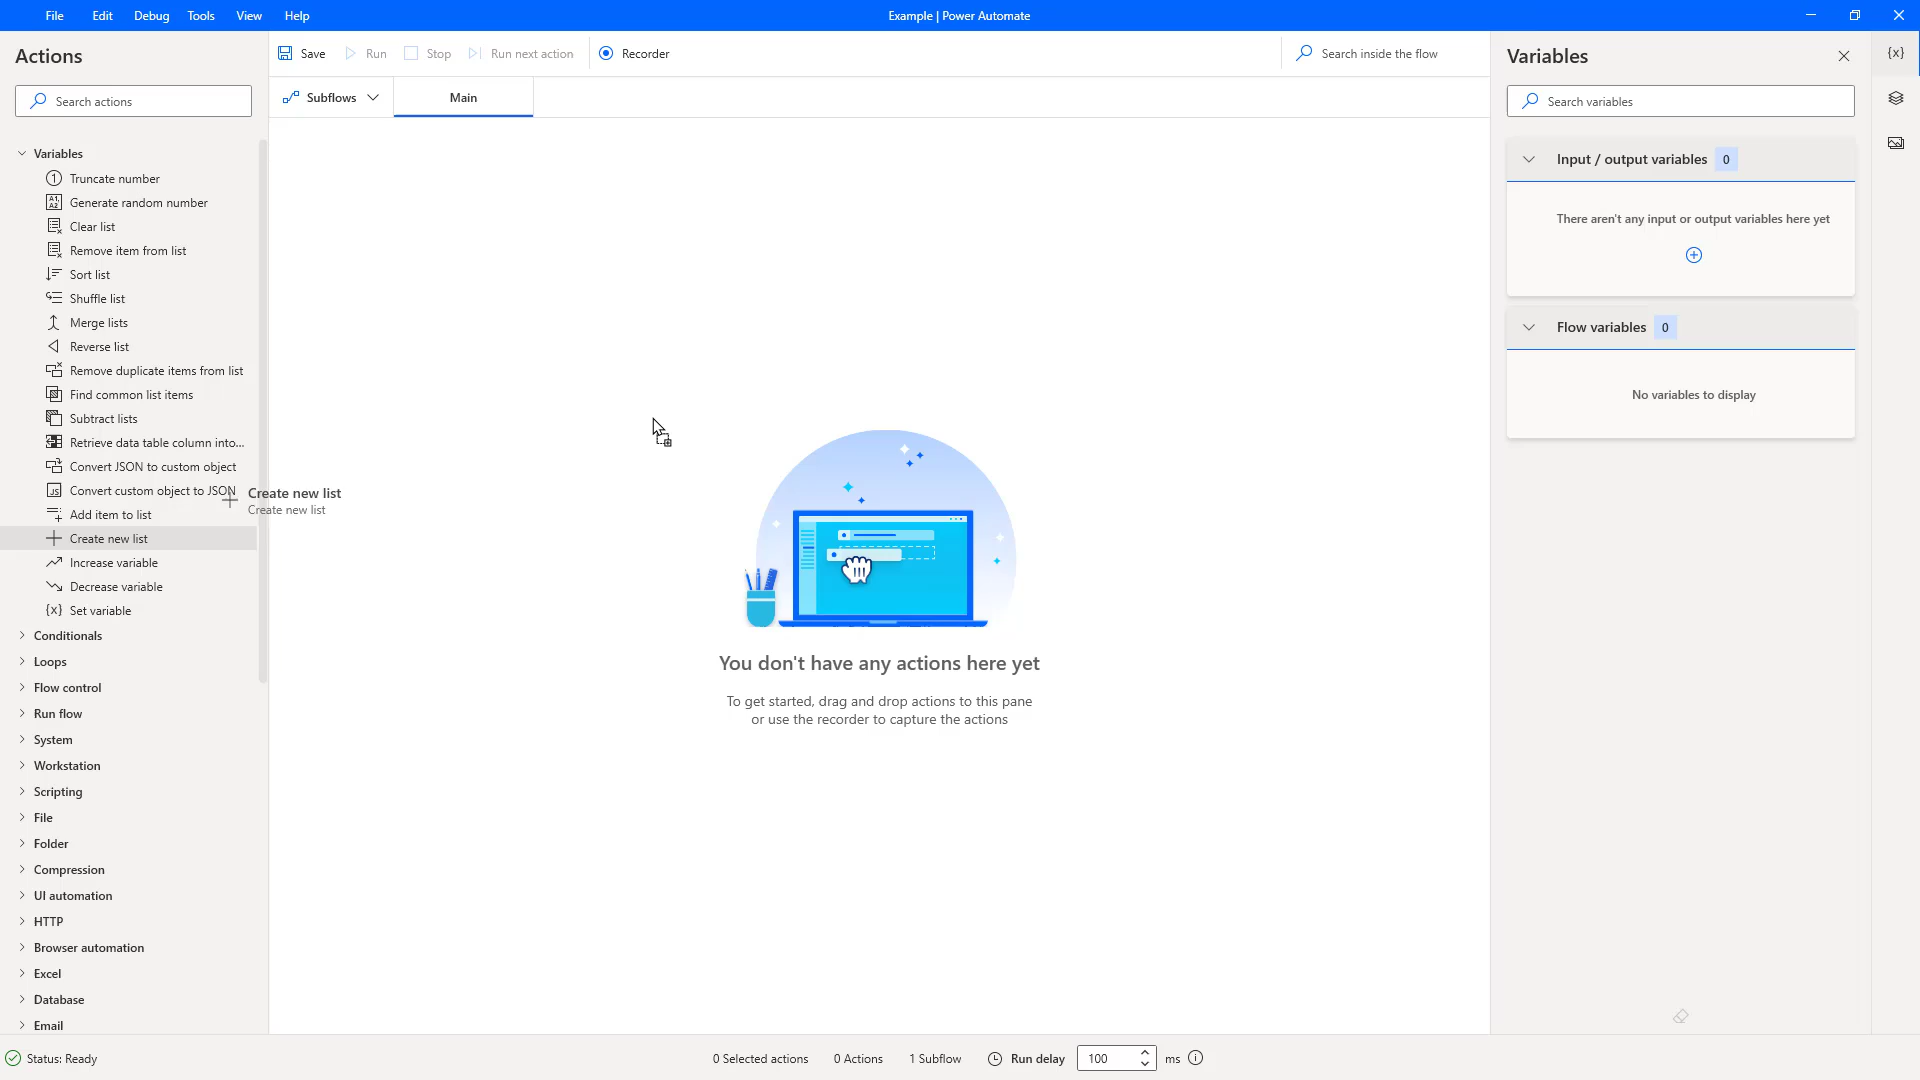 File Edit Debug Tools View Help
Example | Power Automate
Actions
Search actions
Variables
Truncate number
Generate random number
Clear list
Remove item from list
Sort list
Shuffle list
Merge lists
Reverse list
Remove duplicate items from list
Find common list items
Subtract lists
Retrieve data table column into...
Convert JSON to custom object
Convert custom object to JSON
Add item to list
Create new list
Increase variable
Decrease variable
{x} Set variable
Conditionals
Loops
Flow control
Run flow
System
Workstation
Scripting
File
Folder
Compression
UI automation
HTTP
Browser automation
Excel
Database
Email
Create new list
Create new list
Save Run Stop Run next action Recorder
Search inside the flow
Subflows Main
You don't have any actions here yet
To get started, drag and drop actions to this pane
or use the recorder to capture the actions
Variables
Search variables
Input / output variables 0
There aren't any input or output variables here yet
Flow variables 0
No variables to display
{x}
Status: Ready
0 Selected actions 0 Actions 1 Subflow Run delay 100 ms